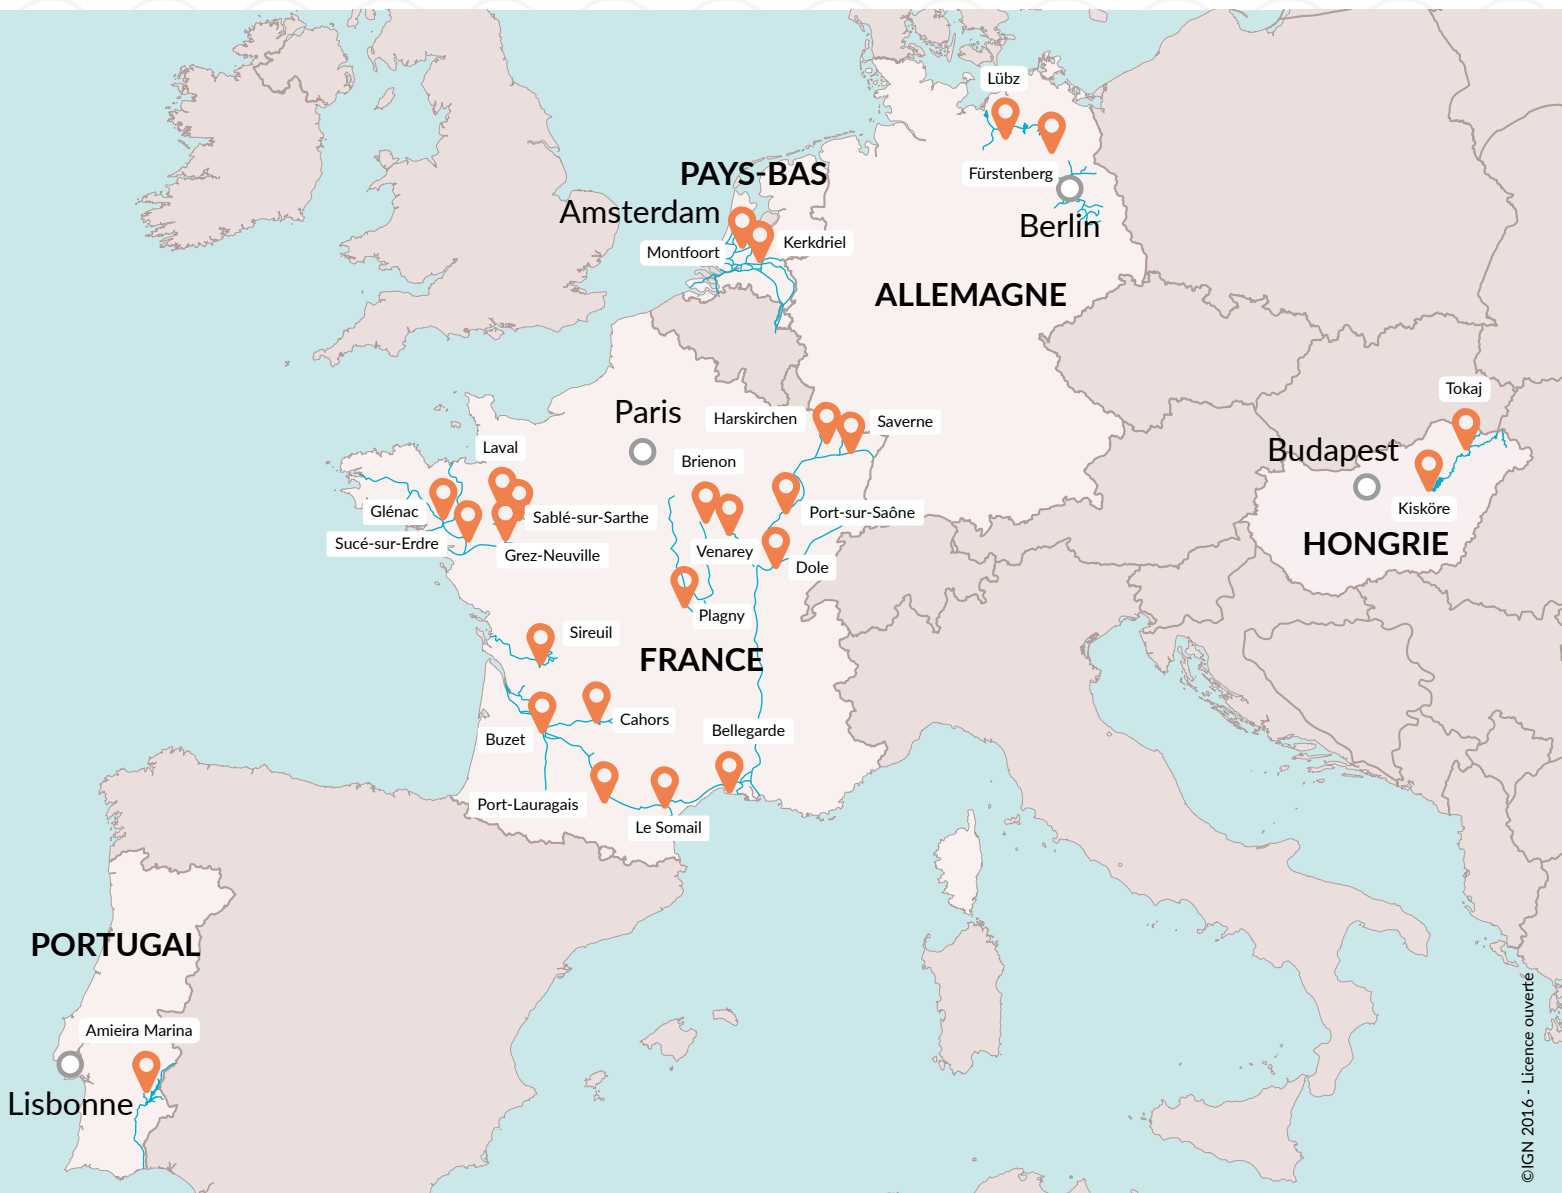 Lübz
Fürstenberg
Berlin
PAYS-BAS
Amsterdam
Montfoort
Kerkdriel
ALLEMAGNE
Tokaj
Budapest
Kisköre
HONGRIE
Paris
Harskirchen
Saverne
Laval
Brienon
Glénac
Sablé-sur-Sarthe
Port-sur-Saône
Sucé-sur-Erdre
Grez-Neuville
Venarey
Dole
Plagny
Sireuil
FRANCE
Cahors
Buzet
Bellegarde
Port-Lauragais
Le Somail
PORTUGAL
Amieira Marina
Lisbonne
©IGN 2016 - Licence ouverte